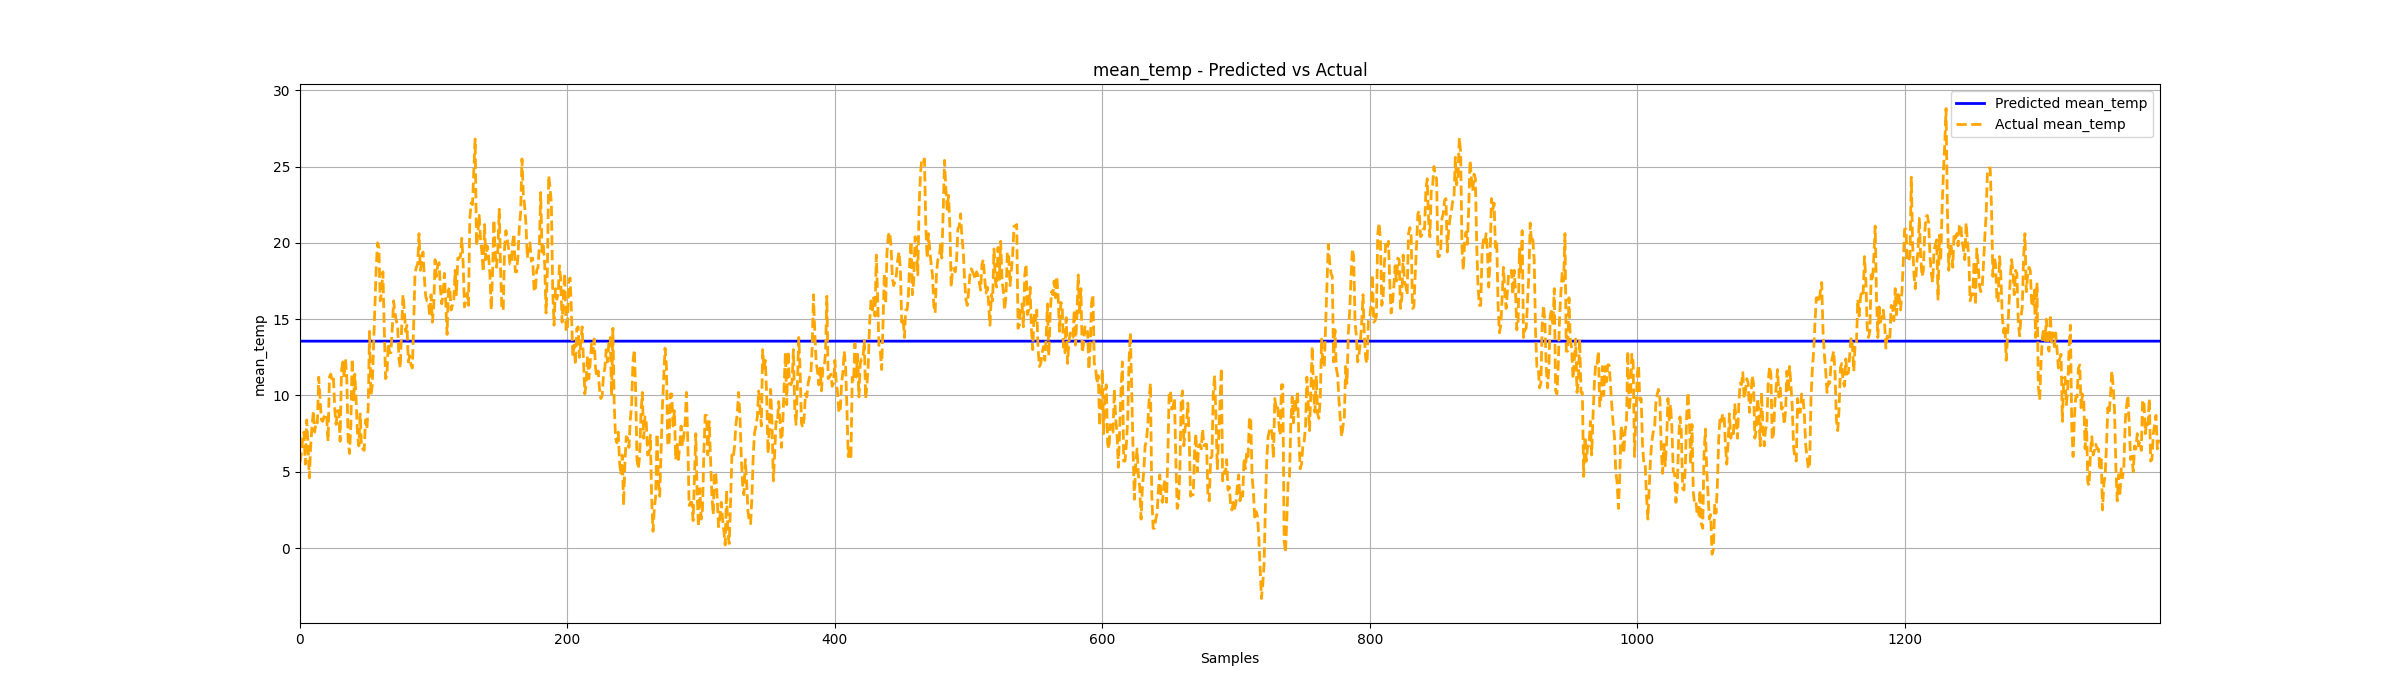 mean_temp - Predicted vs Actual
Predicted mean_temp
Actual mean_temp
mean_temp
30
25
20
15
10
5
0
0 200 400 600 800 1000 1200
Samples